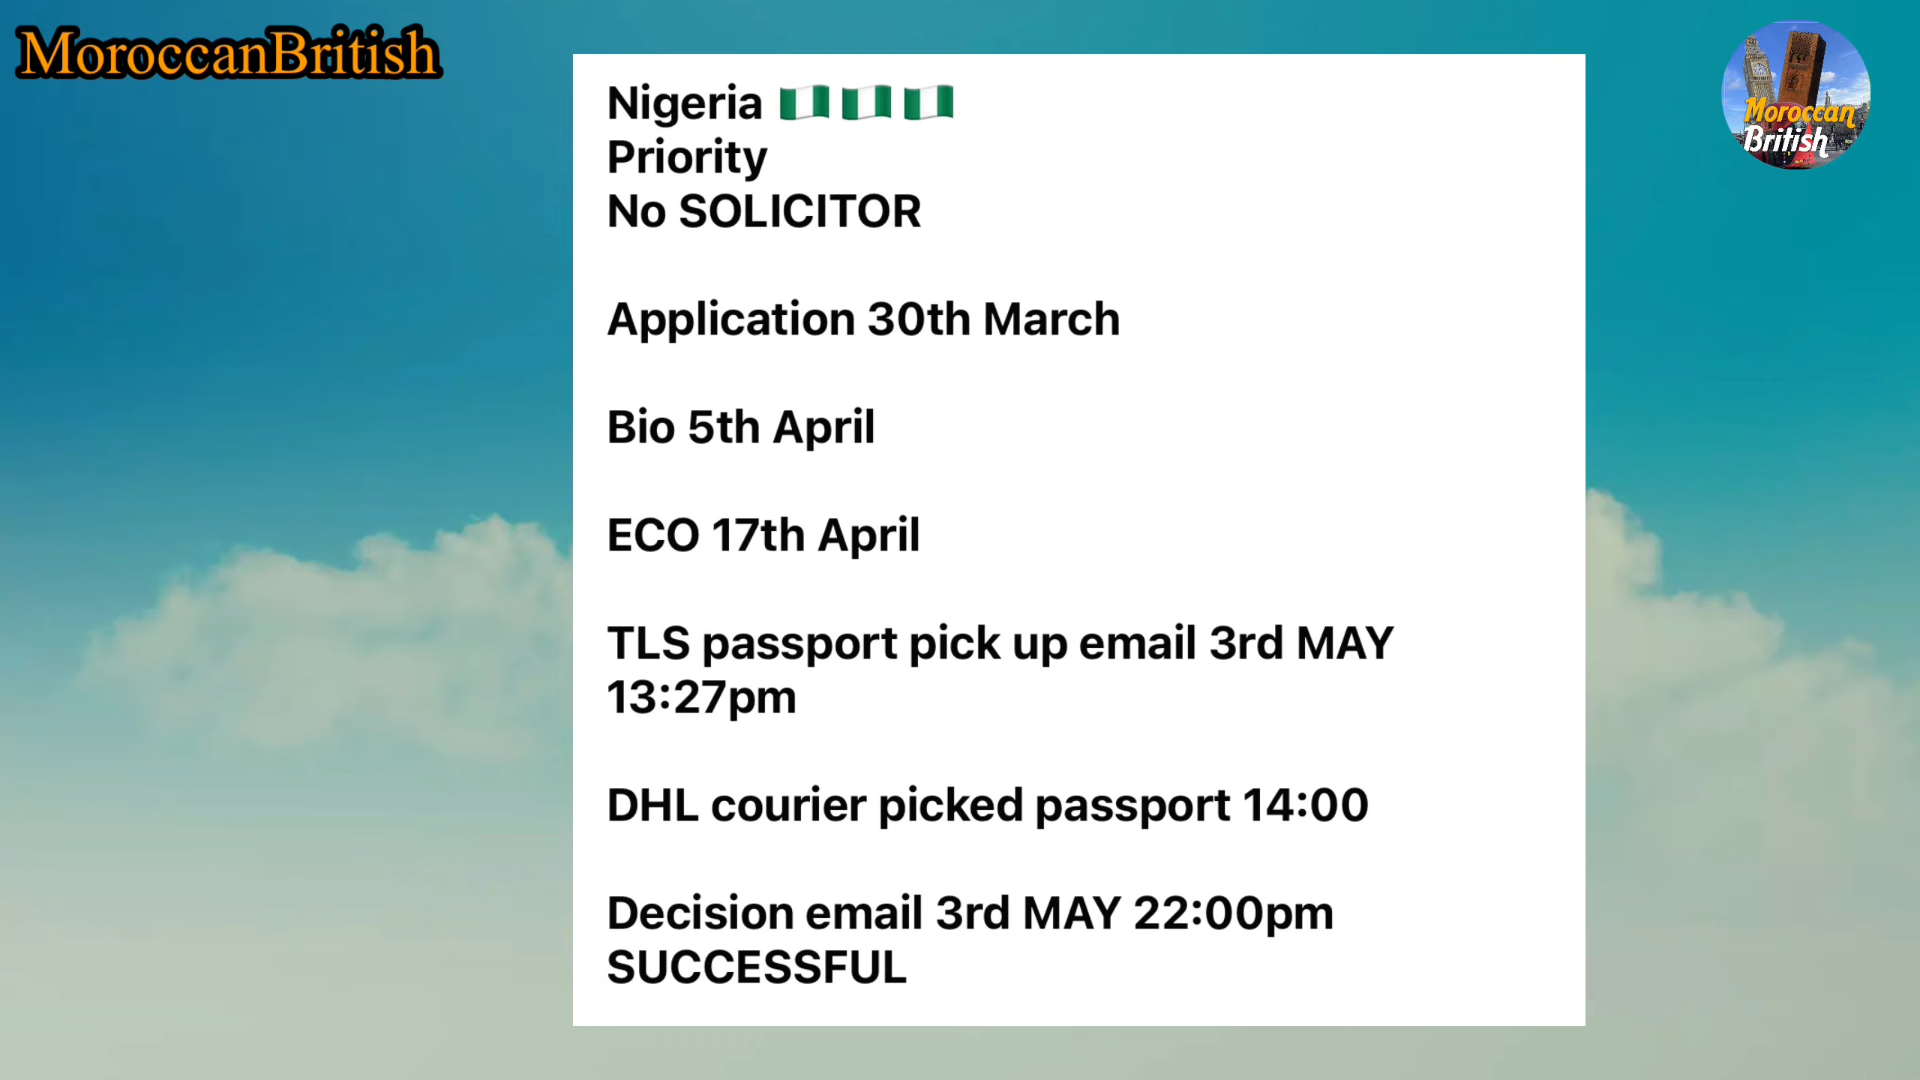 MoroccanBritish
Nigeria 🇳🇬🇳🇬🇳🇬
Priority
No SOLICITOR
Application 30th March
Bio 5th April
ECO 17th April
TLS passport pick up email 3rd MAY
13:27pm
DHL courier picked passport 14:00
Decision email 3rd MAY 22:00pm
SUCCESSFUL
Moroccan
British